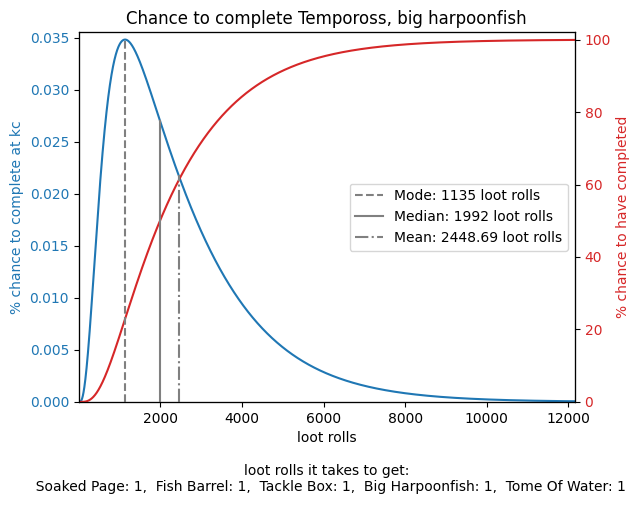 Chance to complete Tempoross, big harpoonfish
% chance to complete at kc
0.035
0.030
0.025
0.020
0.015
0.010
0.005
0.000
100
80
60
40
20
0
% chance to have completed
Mode: 1135 loot rolls
Median: 1992 loot rolls
Mean: 2448.69 loot rolls
2000 4000 6000 8000 10000 12000
loot rolls
loot rolls it takes to get:
Soaked Page: 1,  Fish Barrel: 1,  Tackle Box: 1,  Big Harpoonfish: 1,  Tome Of Water: 1